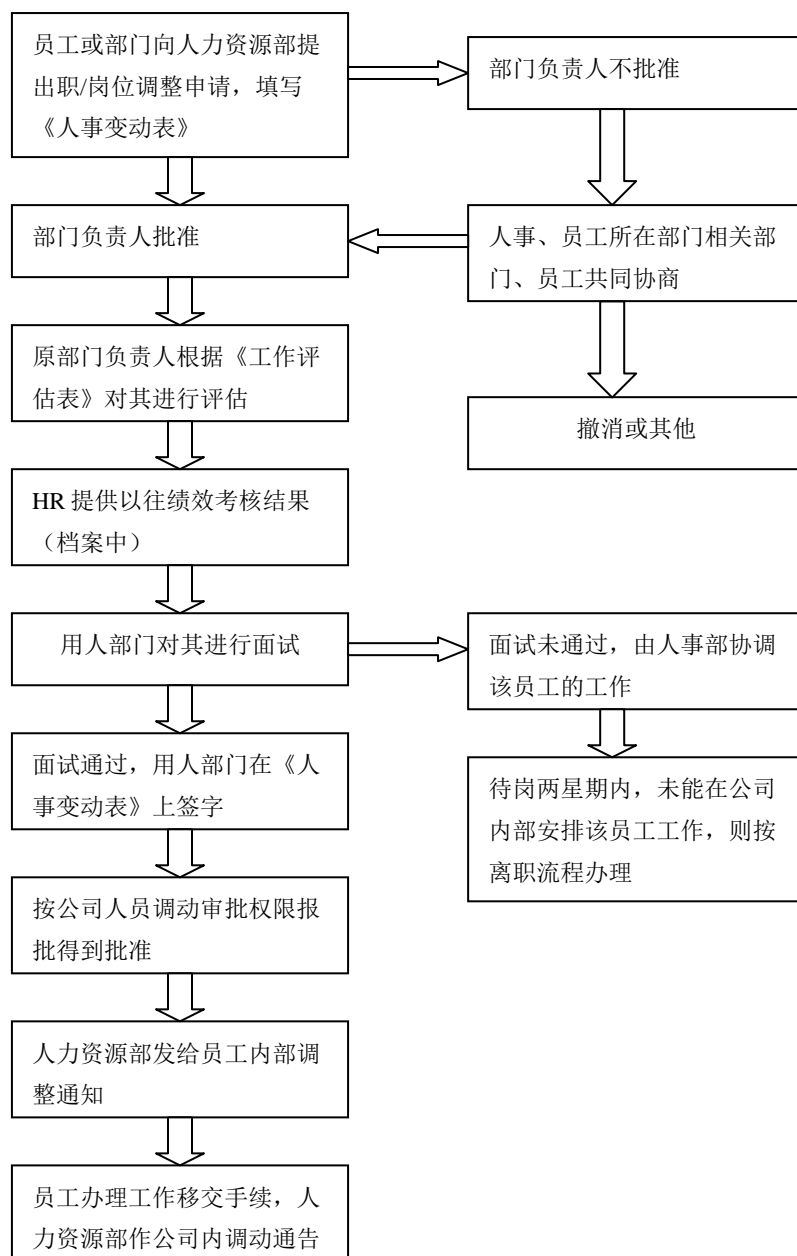 员工或部门向人力资源部提
出职/岗位调整申请，填写
《人事变动表》
部门负责人不批准
部门负责人批准
人事、员工所在部门相关部
门、员工共同协商
原部门负责人根据《工作评
估表》对其进行评估
撤消或其他
HR 提供以往绩效考核结果
（档案中）
用人部门对其进行面试
面试未通过，由人事部协调
该员工的工作
面试通过，用人部门在《人
事变动表》上签字
待岗两星期内，未能在公司
内部安排该员工工作，则按
离职流程办理
按公司人员调动审批权限报
批得到批准
人力资源部发给员工内部调
整通知
员工办理工作移交手续，人
力资源部作公司内调动通告